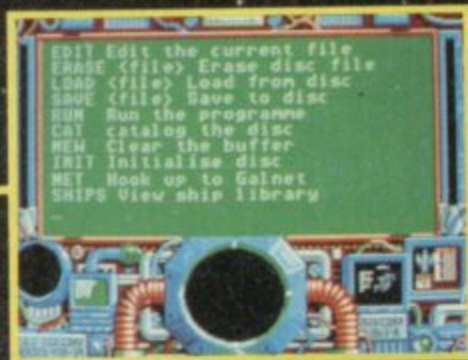 EDIT Edit the current file
ERASE <file> Erase disc file
LOAD <file> Load from disc
SAVE <file> Save to disc
RUN Run the programme
CAT catalog the disc
NEW Clear the buffer
INIT Initialise disc
NET Hook up to Galnet
SHIPS View ship library